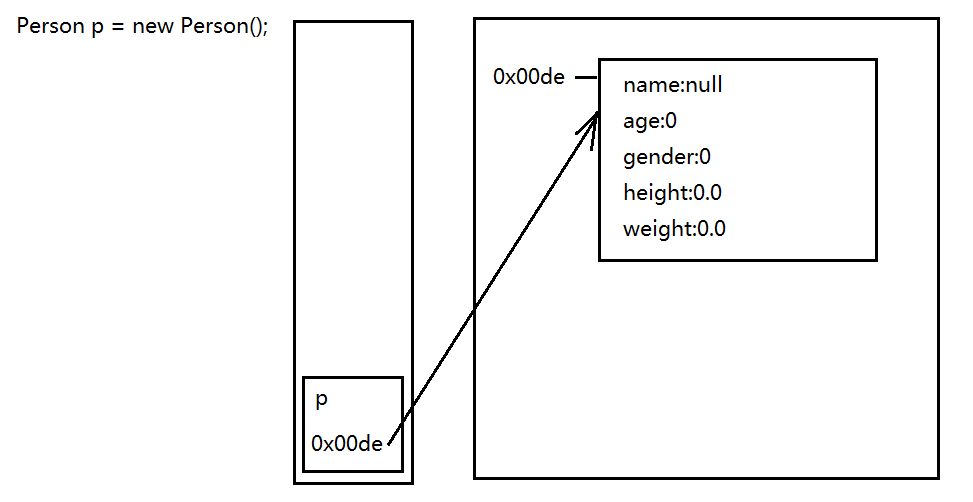 Person p = new Person();
0x00de
name:null
age:0
gender:0
height:0.0
weight:0.0
p
0x00de